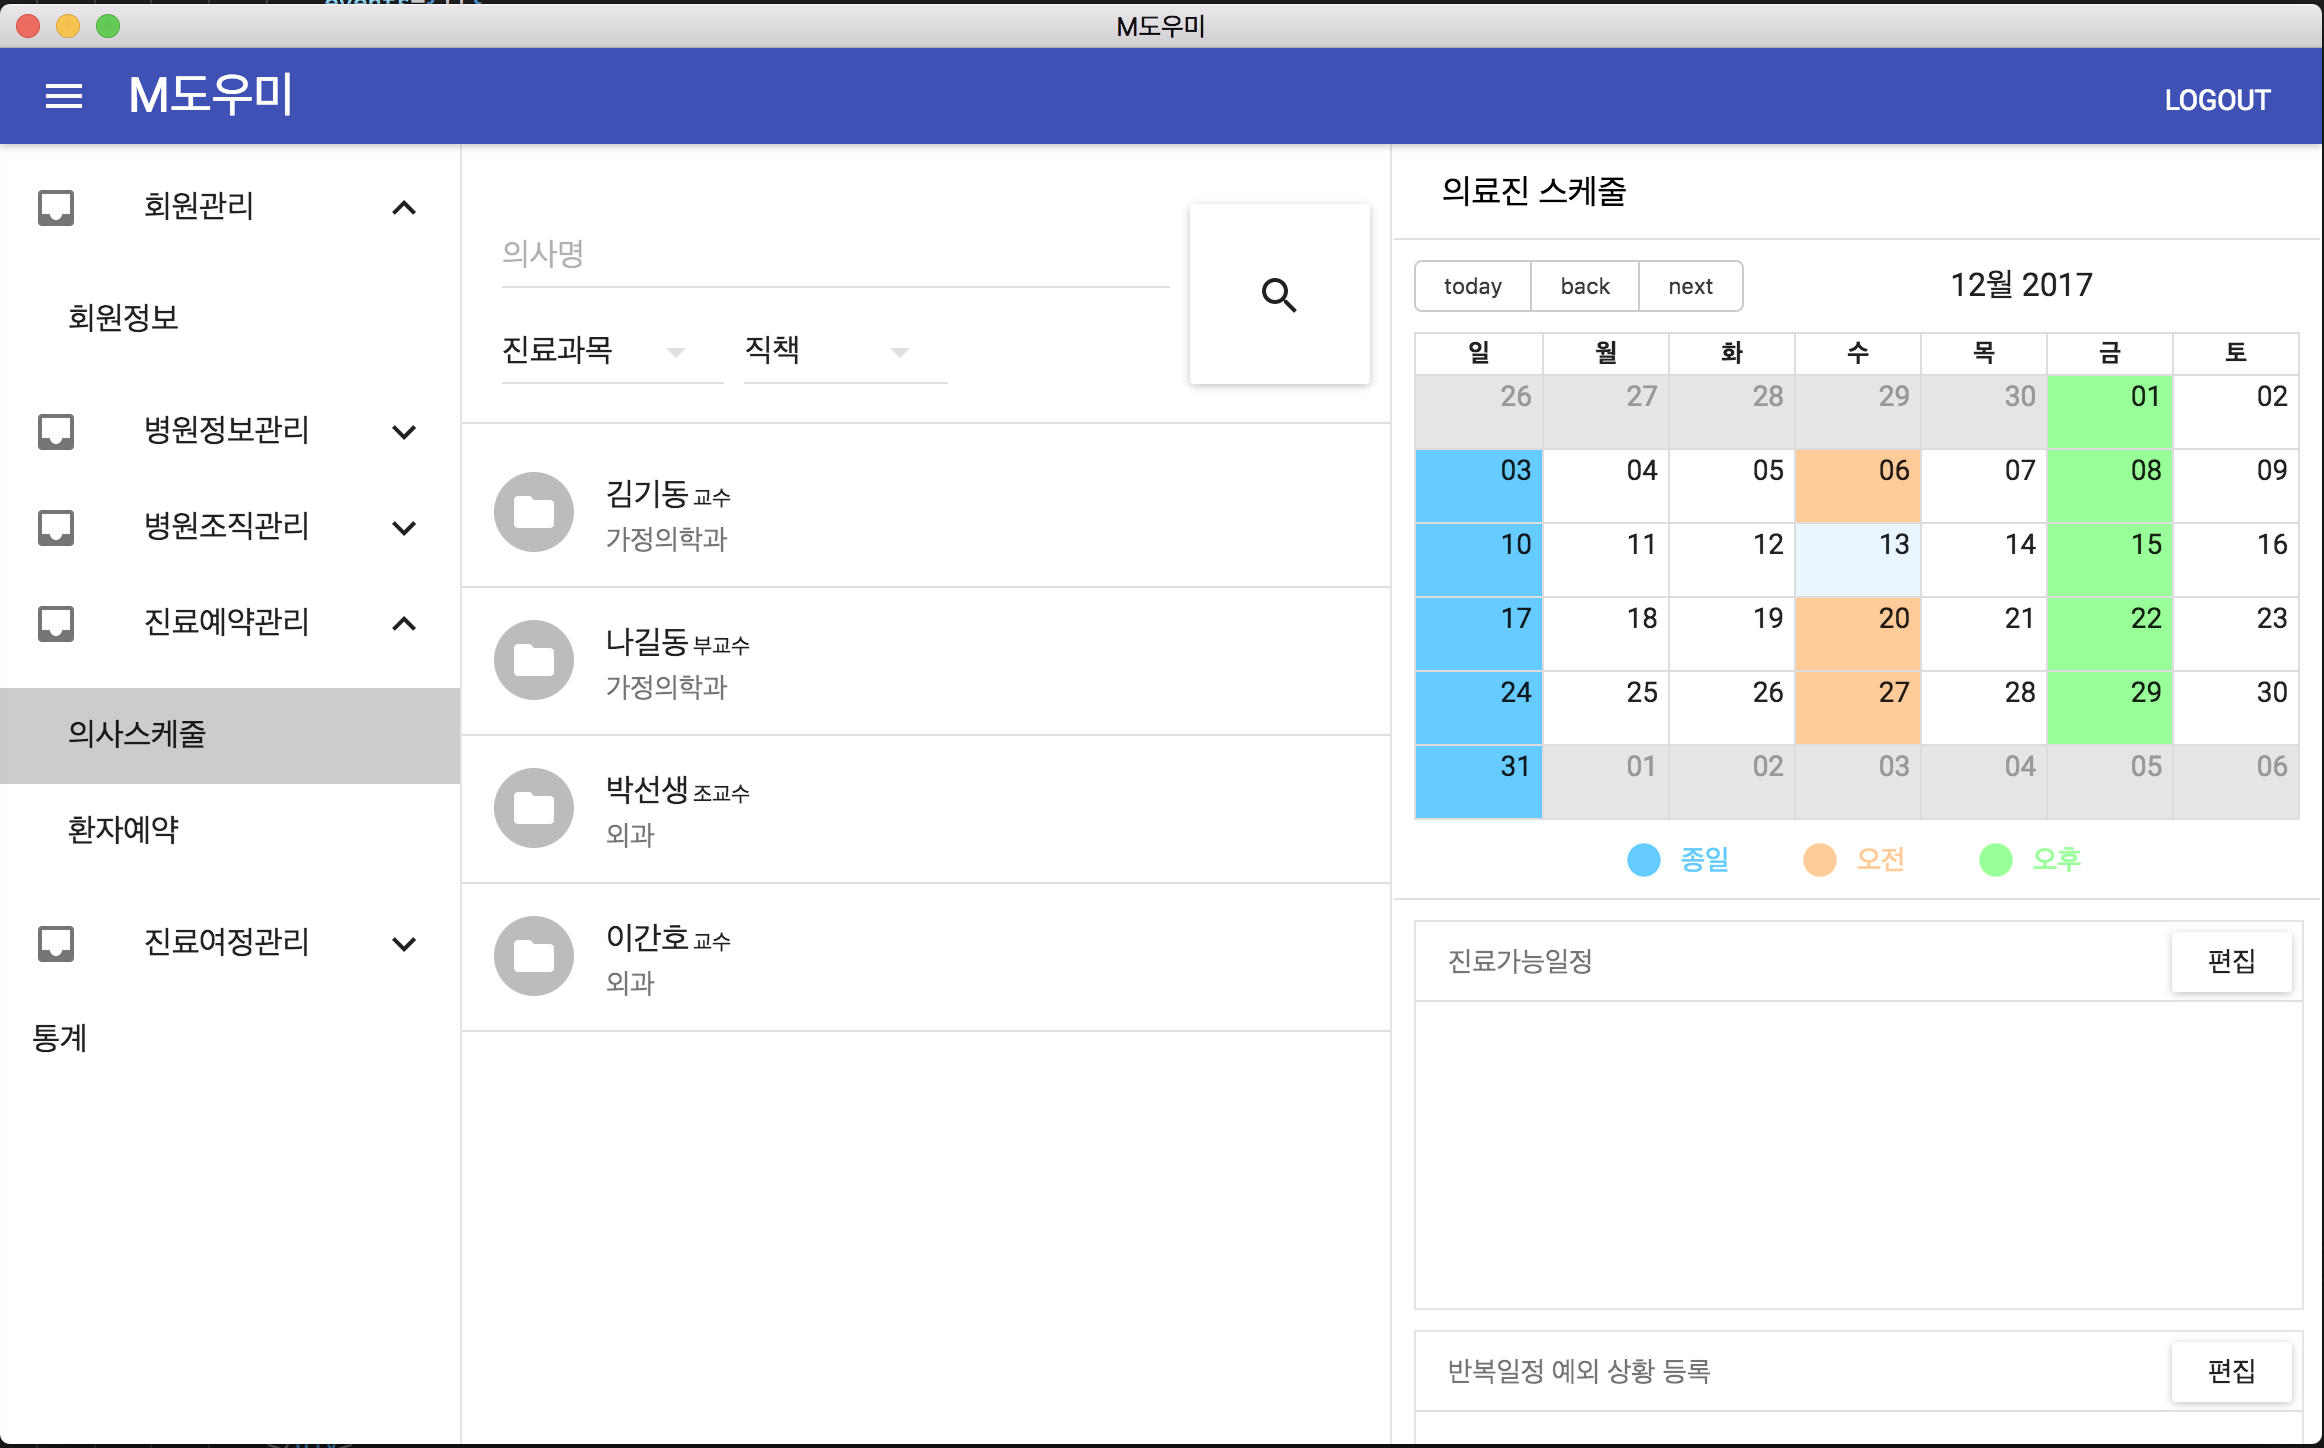 M도우미
M도우미
LOGOUT
회원관리
회원정보
병원정보관리
병원조직관리
진료예약관리
의사스케줄
환자예약
진료여정관리
통계
의사명
진료과목 직책
김기동 교수
가정의학과
나길동 부교수
가정의학과
박선생 조교수
외과
이간호 교수
외과
의료진 스케줄
today back next 12월 2017
일 월 화 수 목 금 토
26 27 28 29 30 01 02
03 04 05 06 07 08 09
10 11 12 13 14 15 16
17 18 19 20 21 22 23
24 25 26 27 28 29 30
31 01 02 03 04 05 06
종일 오전 오후
진료가능일정 편집
반복일정 예외 상황 등록 편집